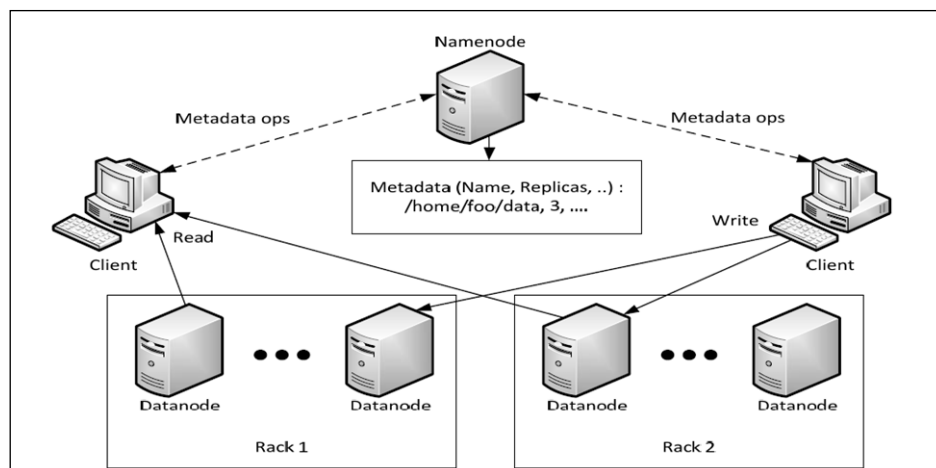 Namenode
Metadata ops
Metadata ops
Metadata (Name, Replicas, ..) :
/home/foo/data, 3, ....
Read
Write
Client
Client
Datanode
Datanode
Datanode
Datanode
Rack 1
Rack 2